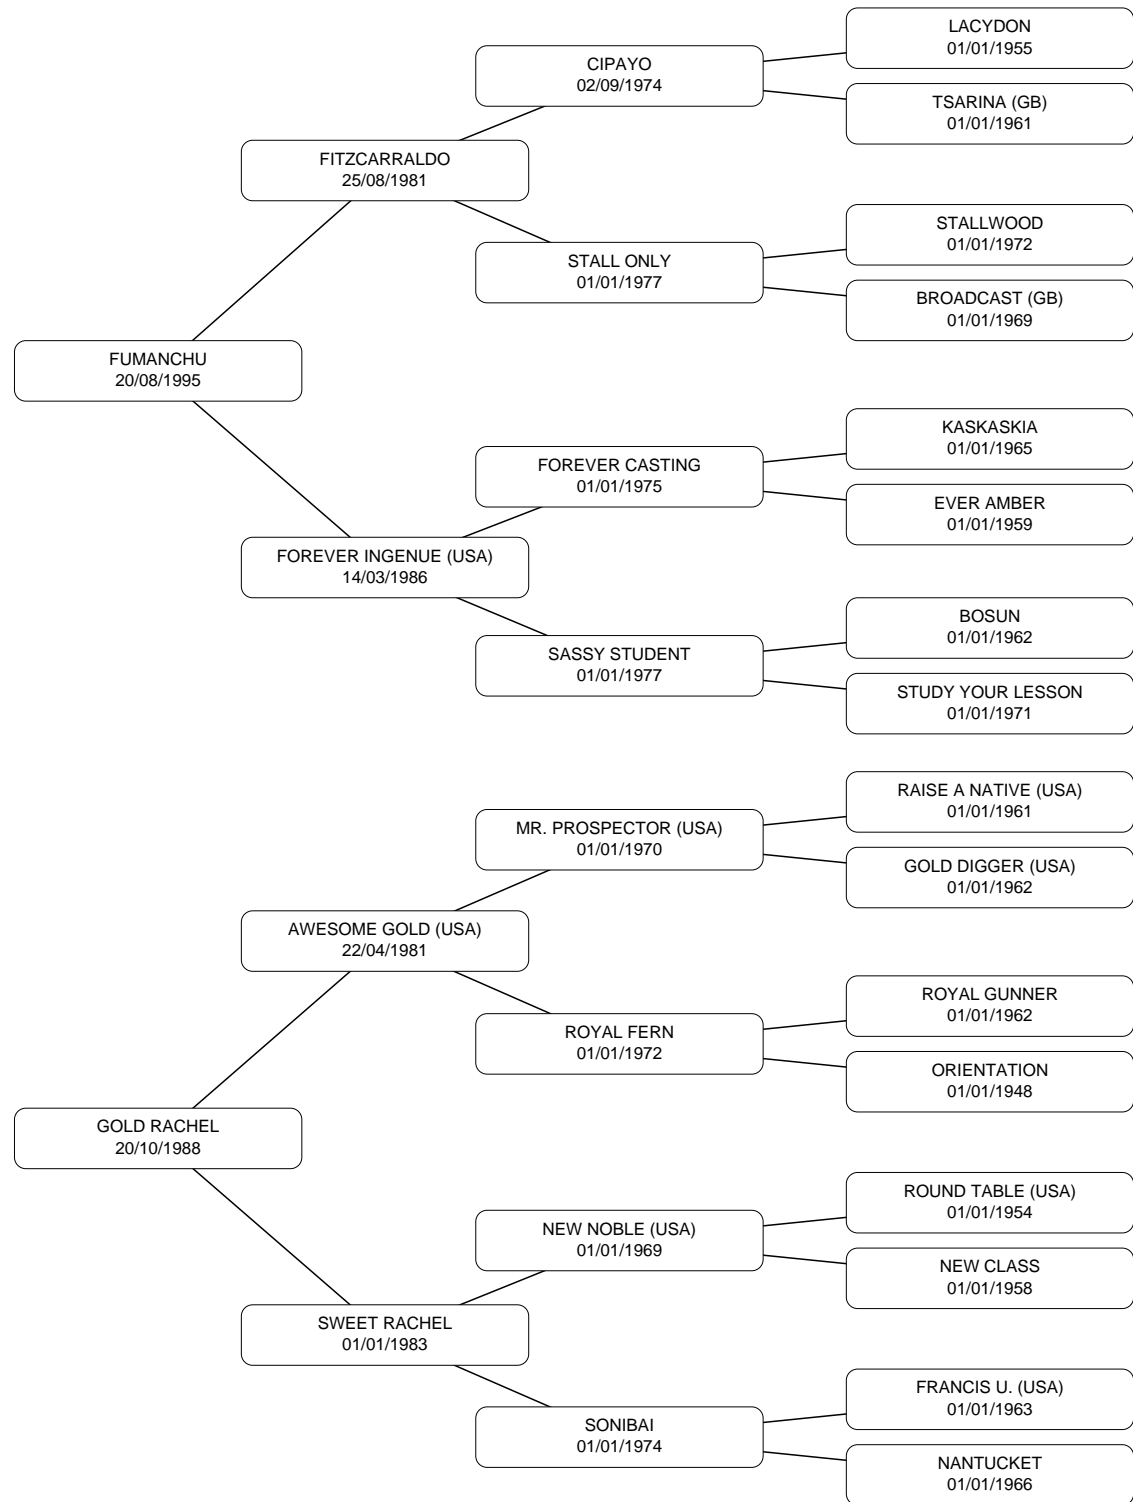 LACYDON
01/01/1955
CIPAYO
02/09/1974
TSARINA (GB)
01/01/1961
FITZCARRALDO
25/08/1981
STALLWOOD
01/01/1972
STALL ONLY
01/01/1977
BROADCAST (GB)
01/01/1969
FUMANCHU
20/08/1995
KASKASKIA
01/01/1965
FOREVER CASTING
01/01/1975
EVER AMBER
01/01/1959
FOREVER INGENUE (USA)
14/03/1986
BOSUN
01/01/1962
SASSY STUDENT
01/01/1977
STUDY YOUR LESSON
01/01/1971
RAISE A NATIVE (USA)
01/01/1961
MR. PROSPECTOR (USA)
01/01/1970
GOLD DIGGER (USA)
01/01/1962
AWESOME GOLD (USA)
22/04/1981
ROYAL GUNNER
01/01/1962
ROYAL FERN
01/01/1972
ORIENTATION
01/01/1948
GOLD RACHEL
20/10/1988
ROUND TABLE (USA)
01/01/1954
NEW NOBLE (USA)
01/01/1969
NEW CLASS
01/01/1958
SWEET RACHEL
01/01/1983
FRANCIS U. (USA)
01/01/1963
SONIBAI
01/01/1974
NANTUCKET
01/01/1966